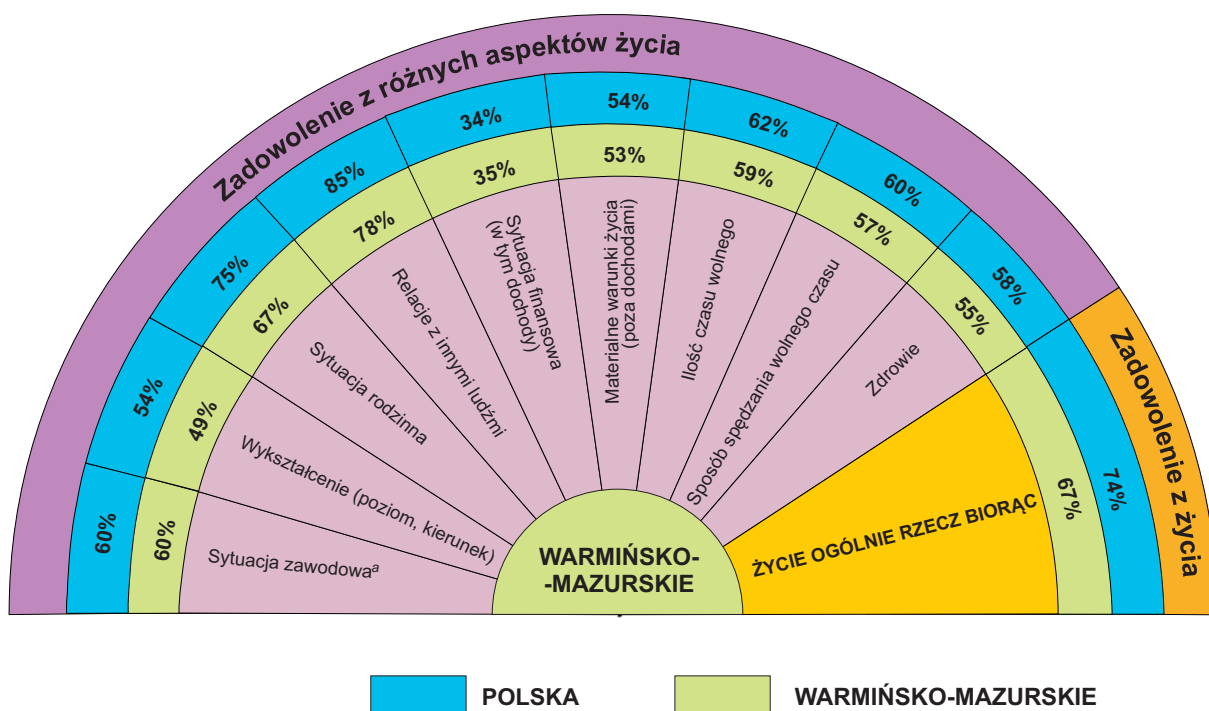 Zadowolenie z różnych aspektów życia
Zadowolenie z życia
60%
54%
75%
85%
34%
54%
62%
60%
58%
74%
60%
49%
67%
78%
35%
53%
59%
57%
55%
67%
Sytuacja zawodowaᵃ
Wykształcenie (poziom, kierunek)
Sytuacja rodzinna
Relacje z innymi ludźmi
Sytuacja finansowa
(w tym dochody)
Materialne warunki życia
(poza dochodami)
Ilość czasu wolnego
Sposób spędzania wolnego czasu
Zdrowie
ŻYCIE OGÓLNIE RZECZ BIORĄC
WARMIŃSKO-
-MAZURSKIE
POLSKA
WARMIŃSKO-MAZURSKIE